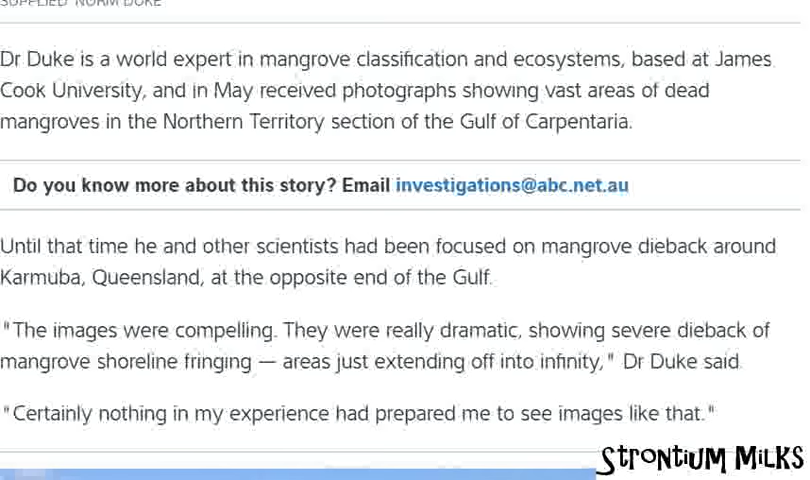 SUPPLIED NORM DUKE
Dr Duke is a world expert in mangrove classification and ecosystems, based at James
Cook University, and in May received photographs showing vast areas of dead
mangroves in the Northern Territory section of the Gulf of Carpentaria.
Do you know more about this story? Email investigations@abc.net.au
Until that time he and other scientists had been focused on mangrove dieback around
Karmuba, Queensland, at the opposite end of the Gulf.
"The images were compelling. They were really dramatic, showing severe dieback of
mangrove shoreline fringing — areas just extending off into infinity," Dr Duke said
"Certainly nothing in my experience had prepared me to see images like that."
Strontium Milks